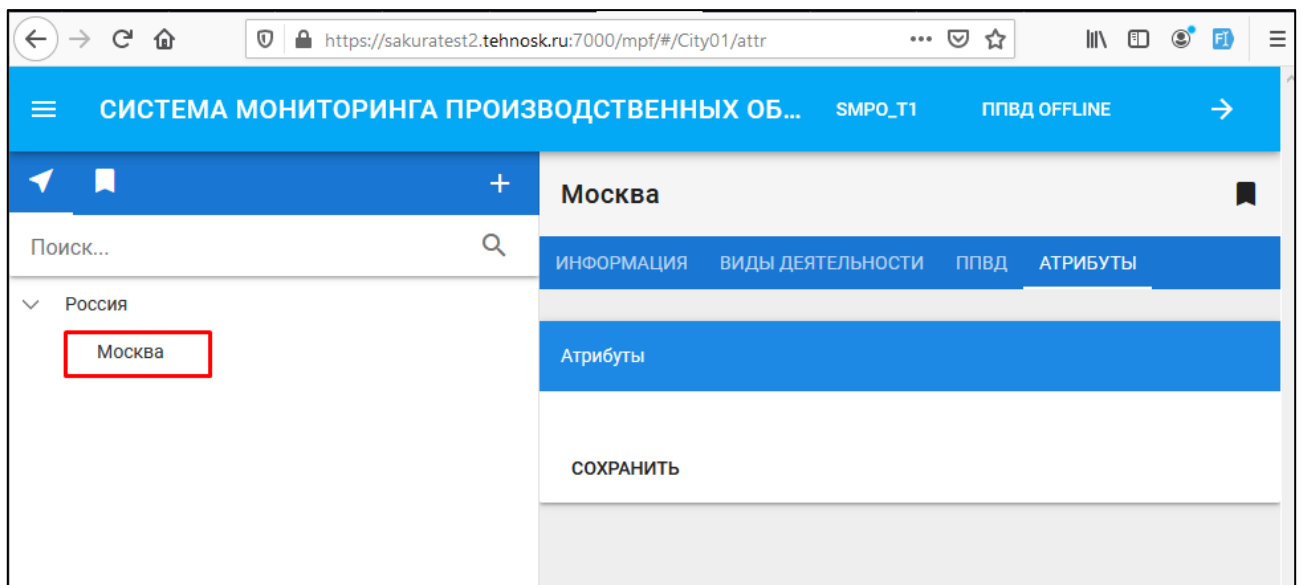 https://sakuratest2.tehnosk.ru:7000/mpf/#/City01/attr
СИСТЕМА МОНИТОРИНГА ПРОИЗВОДСТВЕННЫХ ОБ... SMPO_T1 ППВД OFFLINE
Москва
Поиск...
ИНФОРМАЦИЯ ВИДЫ ДЕЯТЕЛЬНОСТИ ППВД АТРИБУТЫ
Россия
Москва
Атрибуты
СОХРАНИТЬ